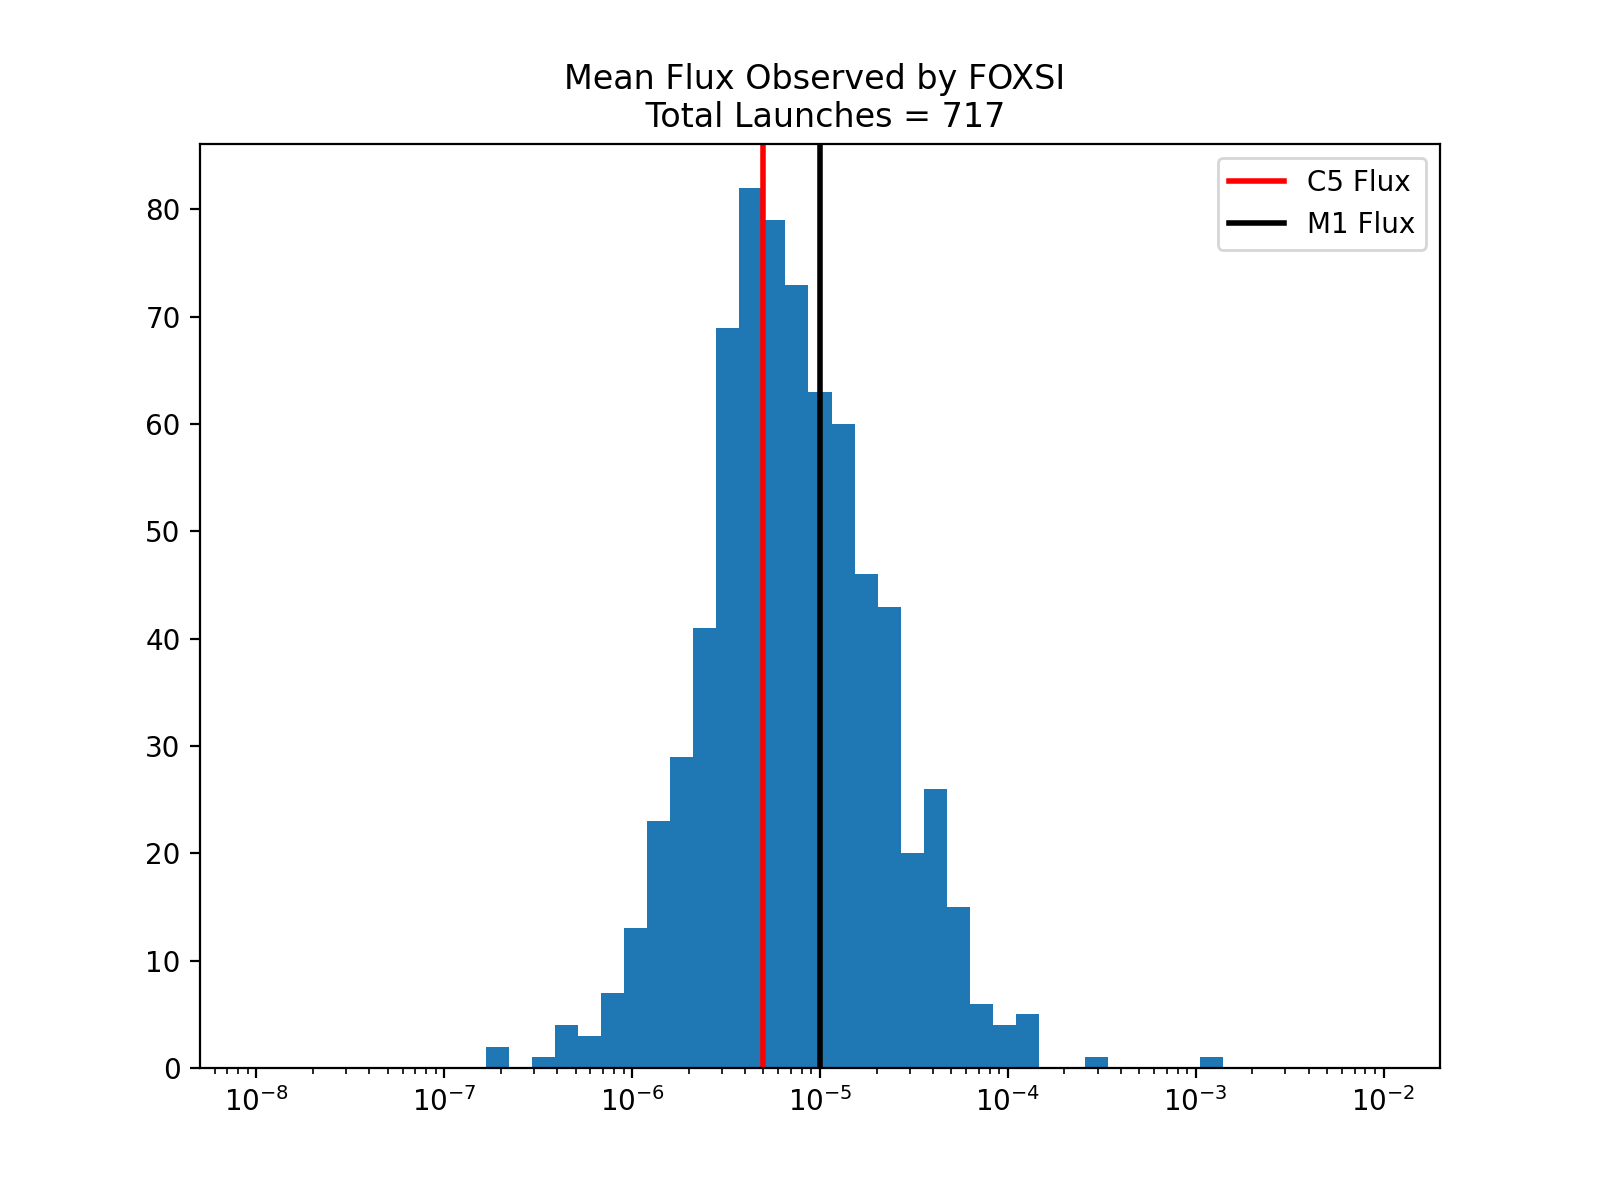 Mean Flux Observed by FOXSI
Total Launches = 717
C5 Flux
M1 Flux
80
70
60
50
40
30
20
10
0
10⁻⁸ 10⁻⁷ 10⁻⁶ 10⁻⁵ 10⁻⁴ 10⁻³ 10⁻²